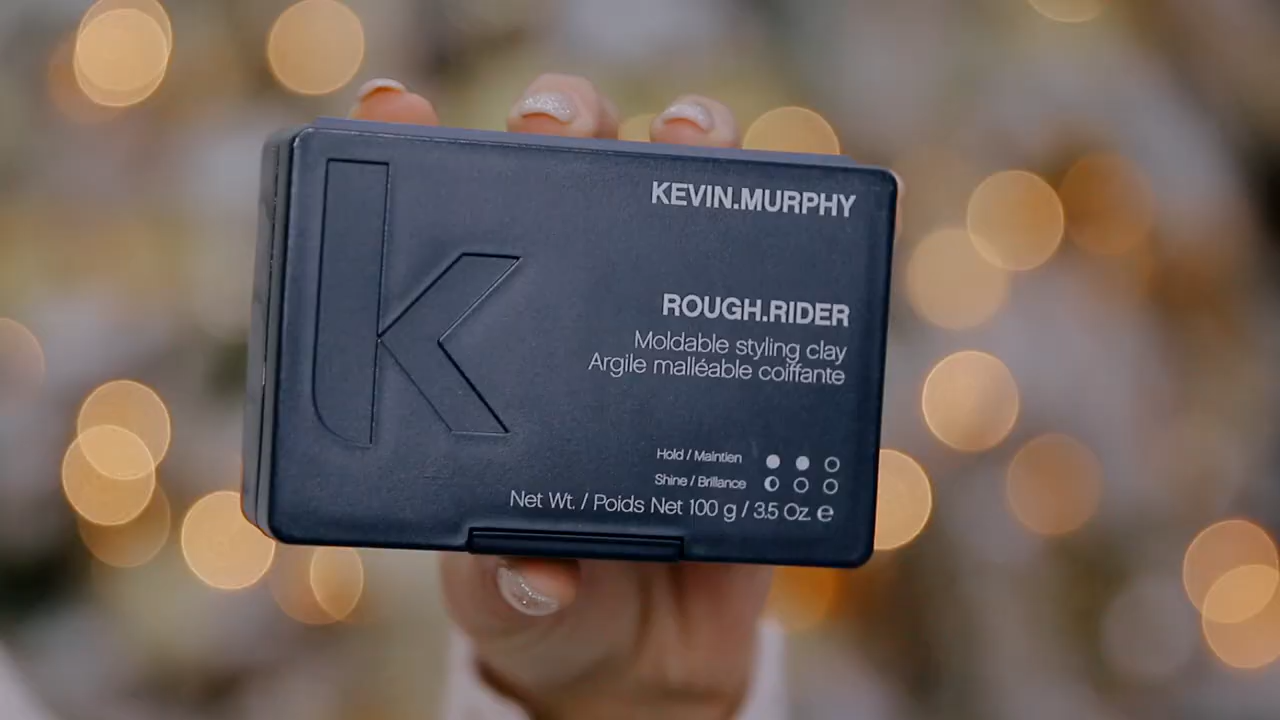 K
KEVIN.MURPHY
ROUGH.RIDER
Moldable styling clay
Argile malléable coiffante
Hold / Maintien
Shine / Brillance
Net Wt. / Poids Net 100 g / 3.5 Oz. ℮